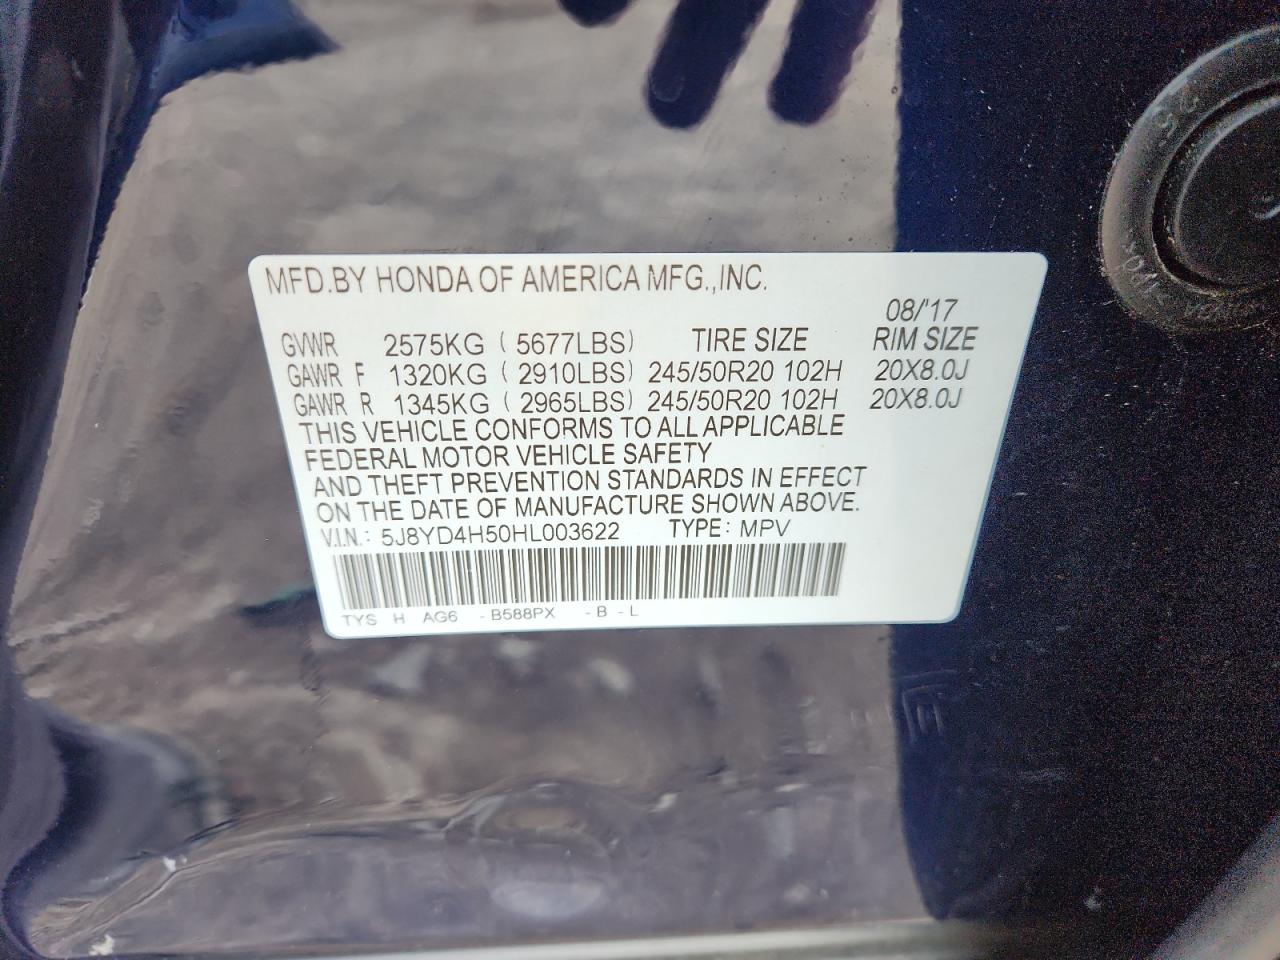 MFD.BY HONDA OF AMERICA MFG.,INC.
08/'17
GVWR 2575KG ( 5677LBS) TIRE SIZE RIM SIZE
GAWR F 1320KG ( 2910LBS) 245/50R20 102H 20X8.0J
GAWR R 1345KG ( 2965LBS) 245/50R20 102H 20X8.0J
THIS VEHICLE CONFORMS TO ALL APPLICABLE
FEDERAL MOTOR VEHICLE SAFETY
AND THEFT PREVENTION STANDARDS IN EFFECT
ON THE DATE OF MANUFACTURE SHOWN ABOVE.
V.I.N.: 5J8YD4H50HL003622 TYPE: MPV
TYS H AG6 -B588PX -B -L